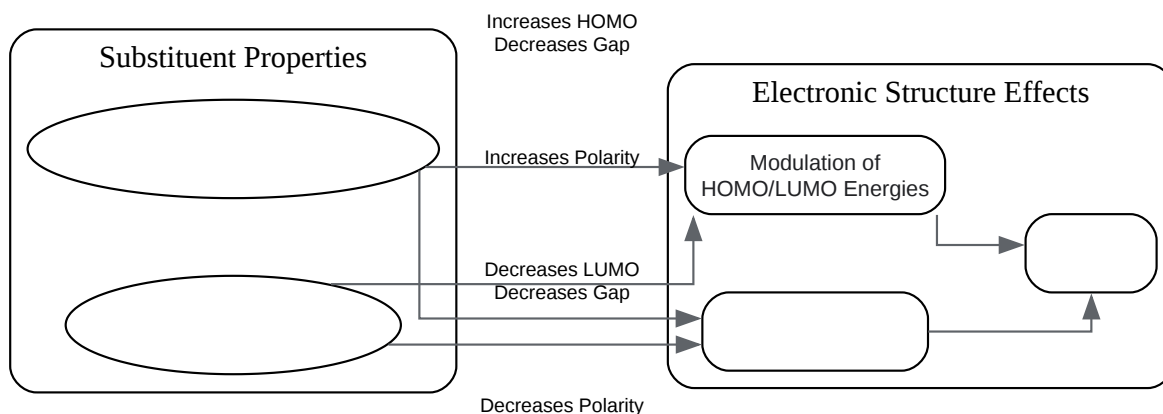 Increases HOMO
Decreases Gap
Substituent Properties
Electronic Structure Effects
Increases Polarity
Modulation of
HOMO/LUMO Energies
Decreases LUMO
Decreases Gap
Decreases Polarity